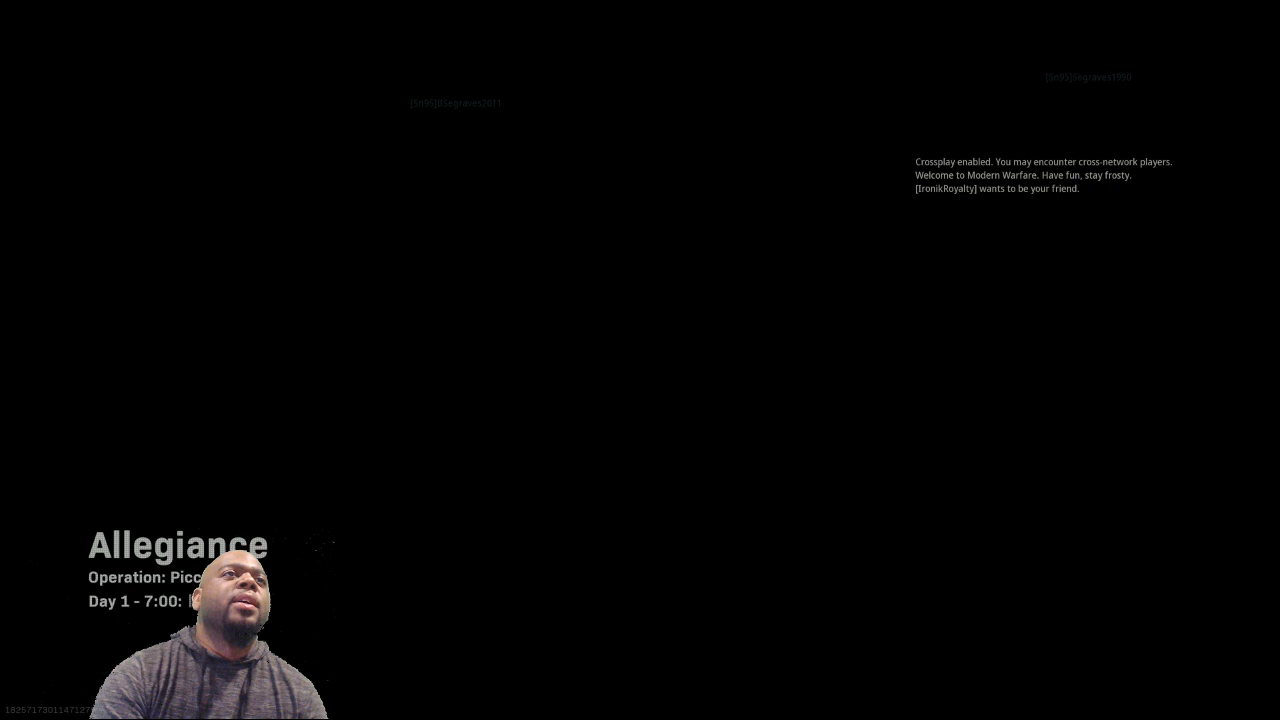 [Sn95]Segraves1990
[Sn95]BSegraves2011
Crossplay enabled. You may encounter cross-network players.
Welcome to Modern Warfare. Have fun, stay frosty.
[IronikRoyalty] wants to be your friend.
Allegiance
Operation: Picc
Day 1 - 7:00: